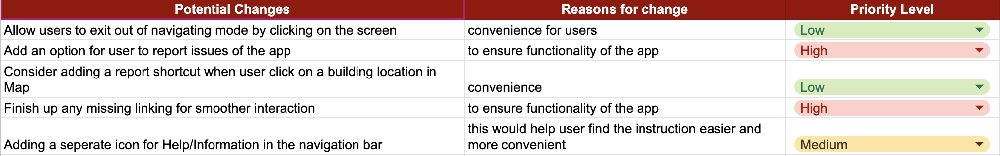 Potential Changes Reasons for change Priority Level
Allow users to exit out of navigating mode by clicking on the screen convenience for users Low
Add an option for user to report issues of the app to ensure functionality of the app High
Consider adding a report shortcut when user click on a building location in
Map convenience Low
Finish up any missing linking for smoother interaction to ensure functionality of the app High
this would help user find the instruction easier and
Adding a seperate icon for Help/Information in the navigation bar more convenient Medium